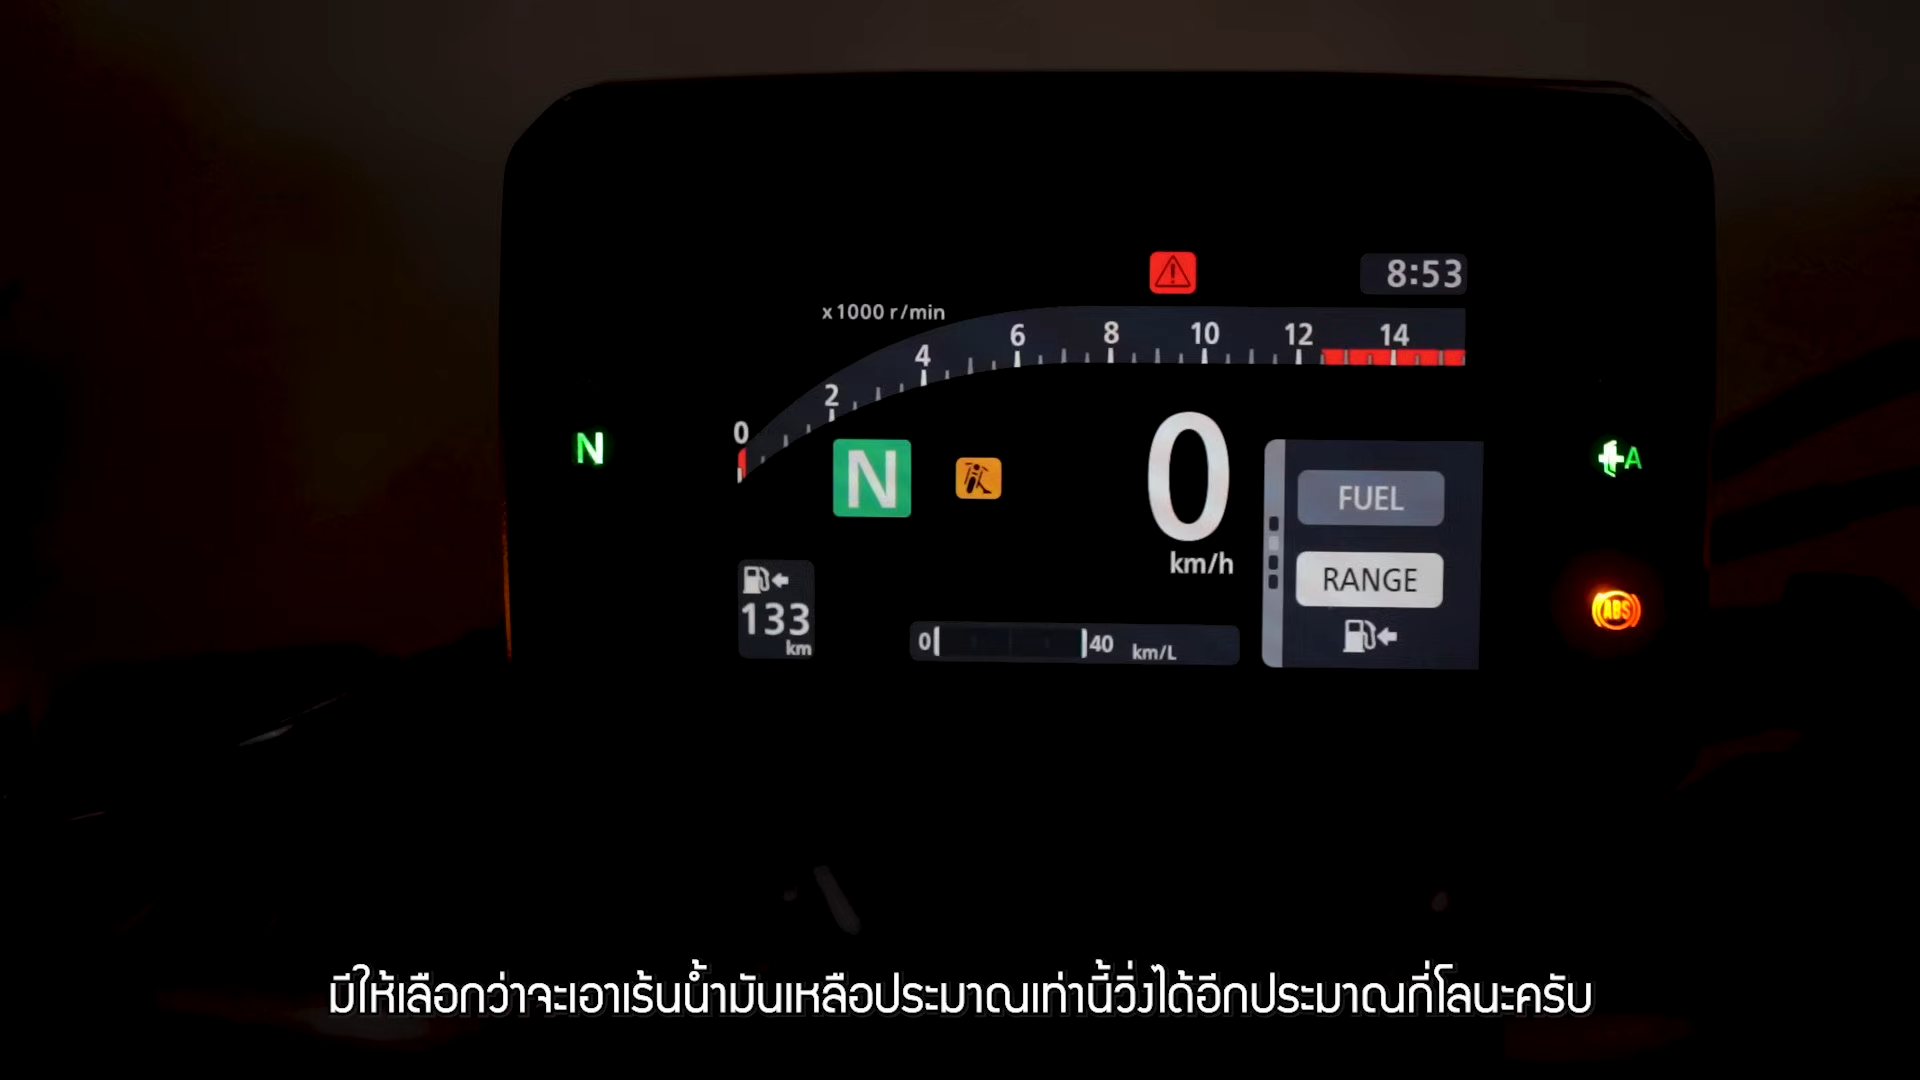 8:53
x1000 r/min
0 2 4 6 8 10 12 14
N
N
0
km/h
A
FUEL
RANGE
ABS
133
km
0 40 km/L
มีให้เลือกว่าจะเอาเร้นน้ำมันเหลือประมาณเท่านี้วิ่งได้อีกประมาณกี่โลนะครับ